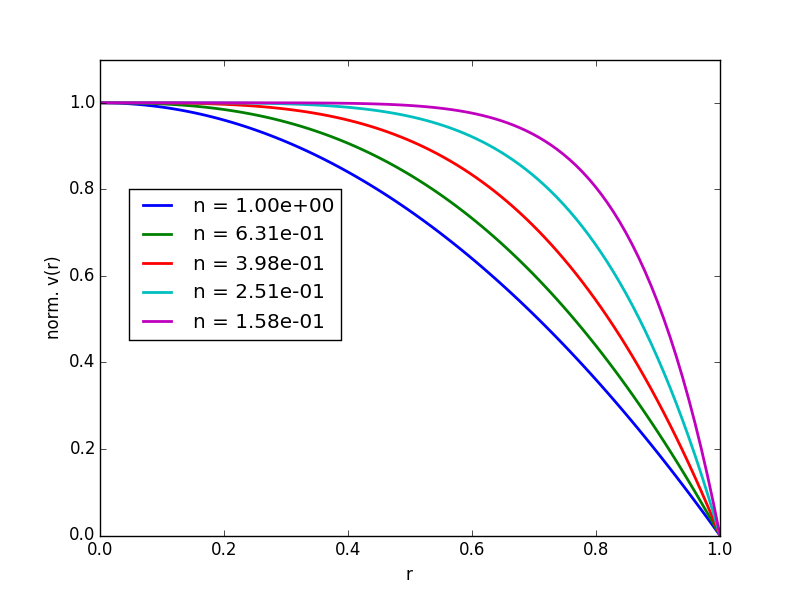 1.0
0.8
n = 1.00e+00
n = 6.31e-01
n = 3.98e-01
n = 2.51e-01
n = 1.58e-01
norm. v(r)
0.6
0.4
0.2
0.0
0.0 0.2 0.4 0.6 0.8 1.0
r